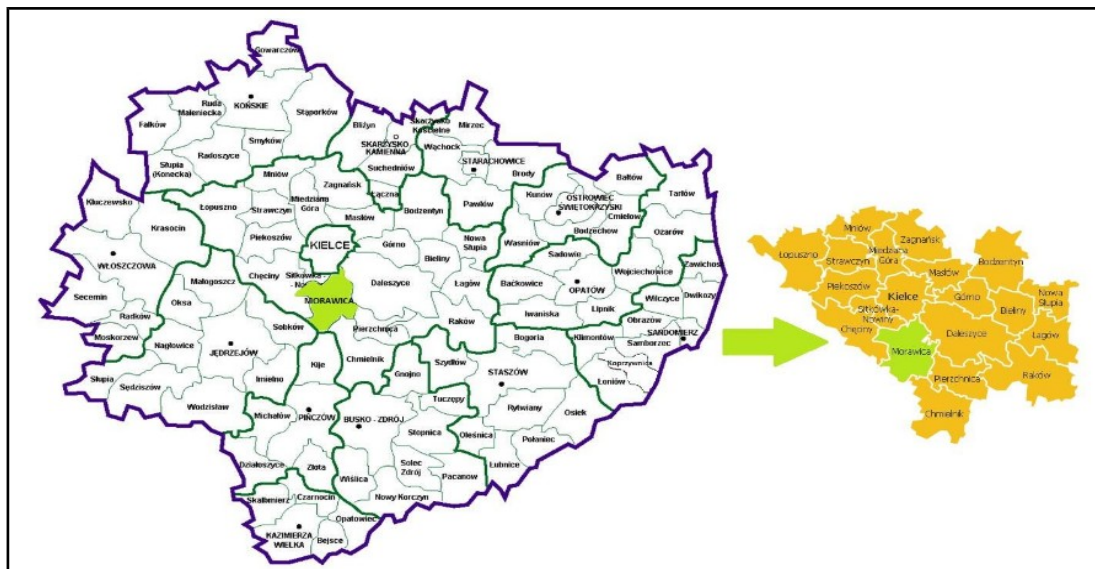 Gowarczów
Ruda
Maleniecka
KOŃSKIE
Stąporków
Fałków
Smyków
Radoszyce
Słupia
(Konecka)
Bliżyn
Skarżysko
Kościelne
Mirzec
SKARŻYSKO
KAMIENNA
Wąchock
Suchedniów
STARACHOWICE
Brody
Mniów
Zagnańsk
Łączna
Bałtów
Kluczewsko
Łopuszno
Strawczyn
Miedziana
Góra
Masłów
Bodzentyn
Pawłów
Kunów
OSTROWIEC
ŚWIĘTOKRZYSKI
Ćmielów
Tarłów
Krasocin
Piekoszów
KIELCE
Górno
Nowa
Słupia
Waśniów
Bodzechów
Ożarów
WŁOSZCZOWA
Bieliny
Sadowie
Zawichost
Małogoszcz
Chęciny
Sitkówka -
- No
Daleszyce
Łagów
Baćkowice
OPATÓW
Wojciechowice
Secemin
Oksa
MORAWICA
Wilczyce
Dwikozy
Radków
Iwaniska
Lipnik
Obrazów
Moskorzew
Nagłowice
Sobków
Pierzchnica
Raków
Bogoria
Klimontów
SANDOMIERZ
Samborzec
JĘDRZEJÓW
Kije
Chmielnik
Szydłów
Koprzywnica
Słupia
Sędziszów
Imielno
Gnojno
STASZÓW
Łoniów
Wodzisław
Michałów
PIŃCZÓW
BUSKO - ZDRÓJ
Tuczępy
Rytwiany
Osiek
Stopnica
Oleśnica
Połaniec
Działoszyce
Złota
Wiślica
Solec
Zdrój
Pacanow
Łubnice
Skalbmierz
Czarnocin
Nowy Korczyn
Opatowiec
KAZIMIERZA
WIELKA
Bejsce
Mniów
Zagnańsk
Łopuszno
Strawczyn
Miedziana
Góra
Bodzentyn
Masłów
Piekoszów
Kielce
Górno
Nowa
Słupia
Sitkówka-
Nowiny
Bieliny
Chęciny
Daleszyce
Łagów
Morawica
Pierzchnica
Raków
Chmielnik